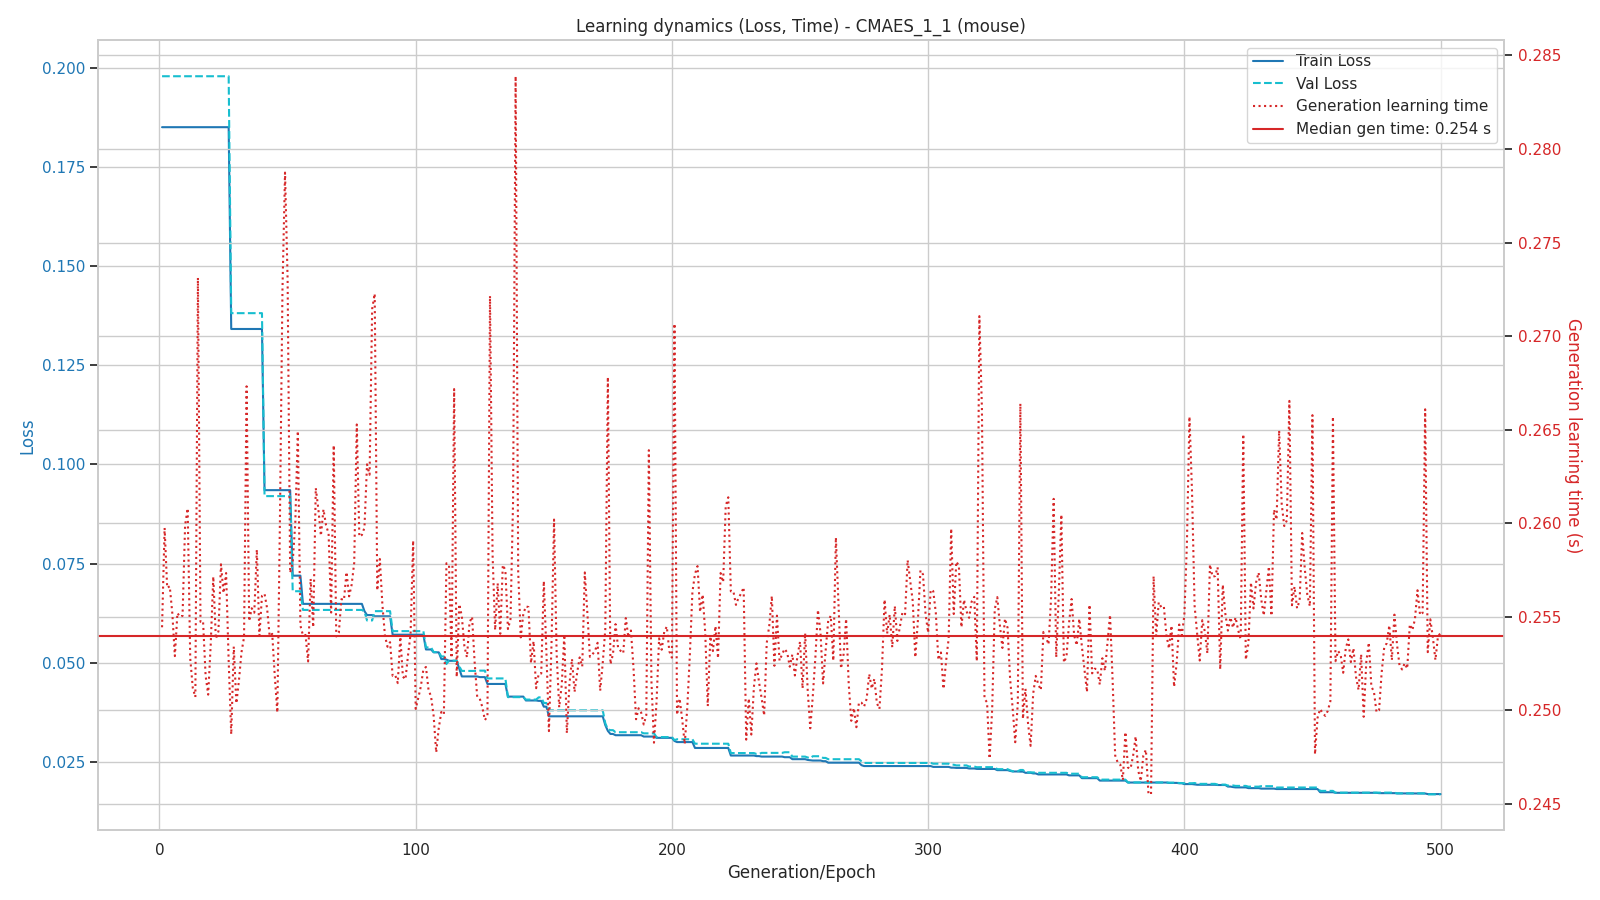 Learning dynamics (Loss, Time) - CMAES_1_1 (mouse)
Train Loss
Val Loss
Generation learning time
Median gen time: 0.254 s
Loss
0.200
0.175
0.150
0.125
0.100
0.075
0.050
0.025
0.285
0.280
0.275
0.270
0.265
0.260
0.255
0.250
0.245
Generation learning time (s)
0 100 200 300 400 500
Generation/Epoch